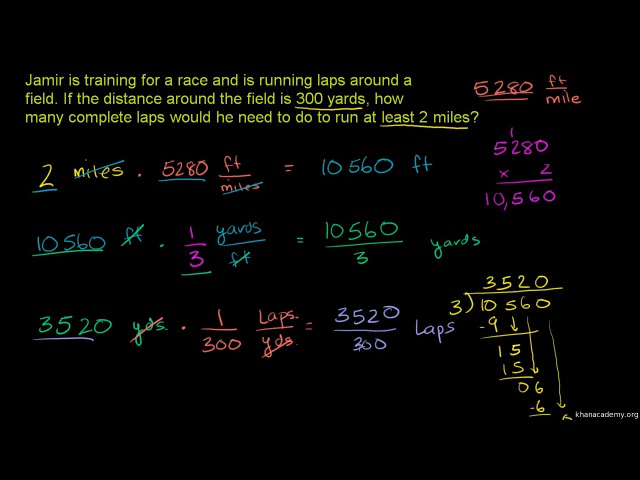 Jamir is training for a race and is running laps around a
field. If the distance around the field is 300 yards, how
many complete laps would he need to do to run at least 2 miles?
5280 ft/mile
2 miles · 5280 ft/miles = 10560 ft
1
5280
x 2
10,560
10560 ft · 1/3 yards/ft = 10560/3 yards
3520 yds. · 1/300 Laps./yds. = 3520/300 Laps
3520
3)10560
-9
15
15
06
-6
khanacademy.org